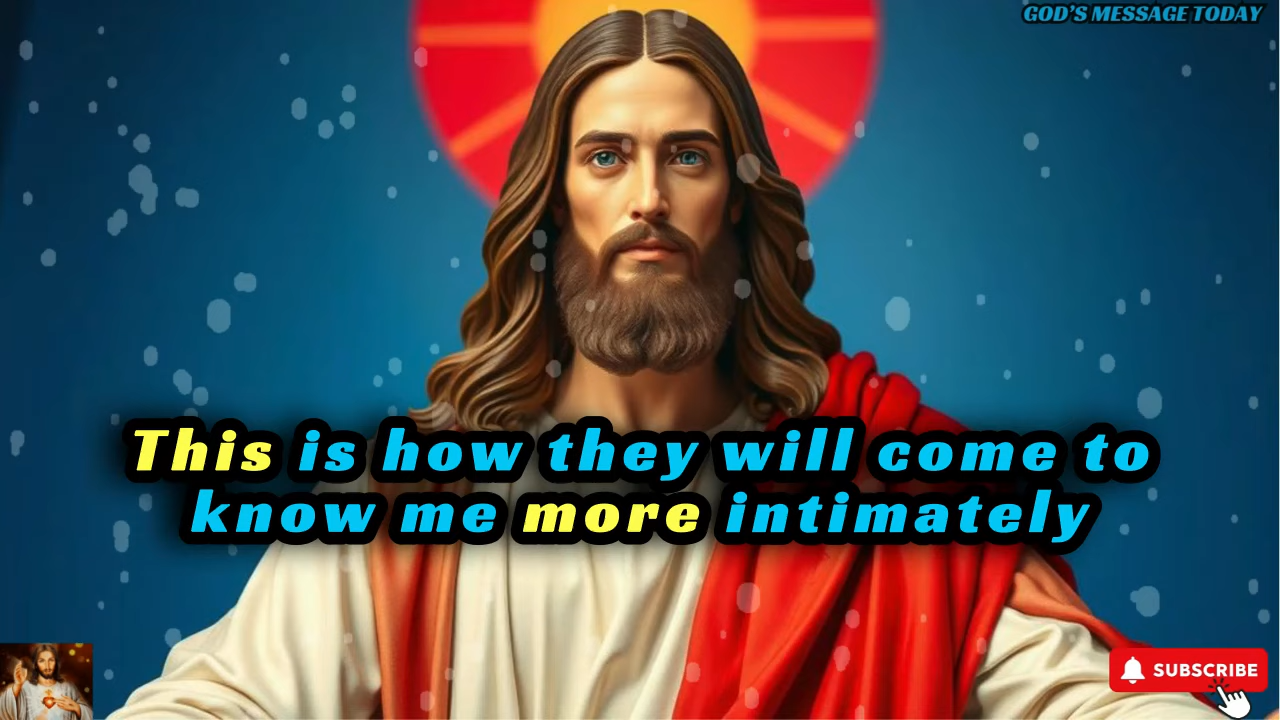 GOD'S MESSAGE TODAY
This is how they will come to
know me more intimately
SUBSCRIBE